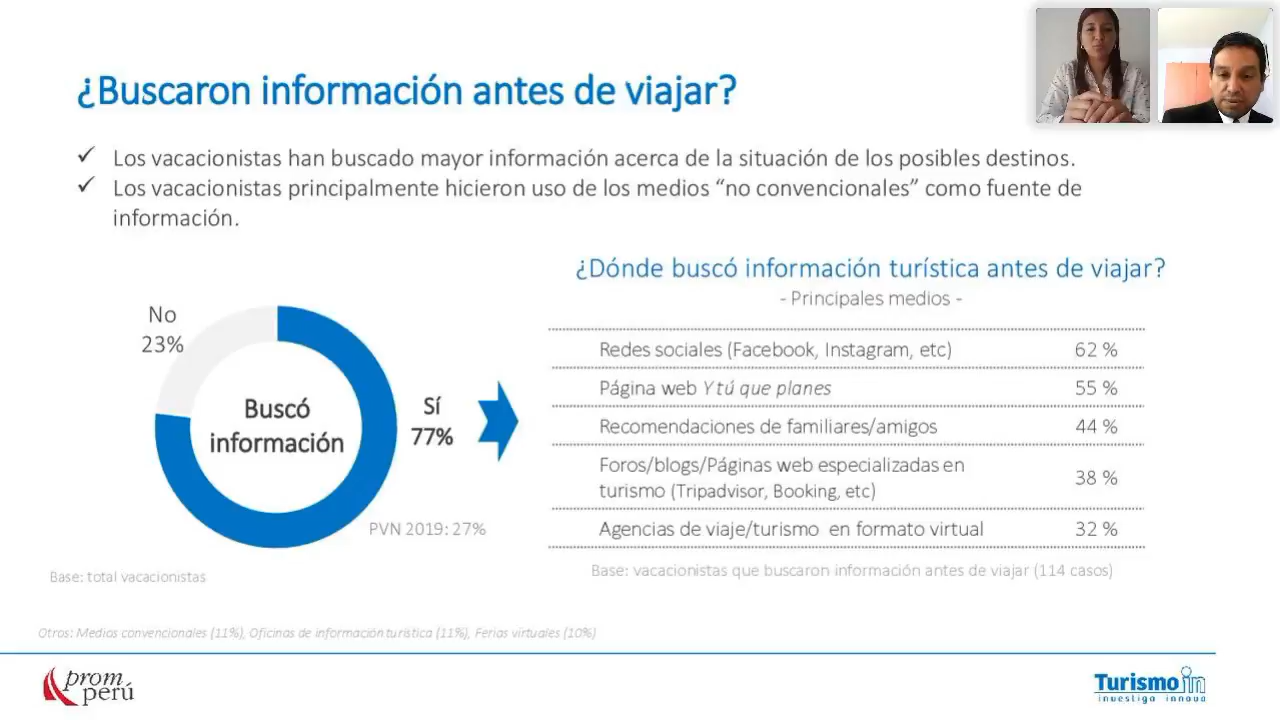 ¿Buscaron información antes de viajar?
✓ Los vacacionistas han buscado mayor información acerca de la situación de los posibles destinos.
✓ Los vacacionistas principalmente hicieron uso de los medios “no convencionales” como fuente de
información.
¿Dónde buscó información turística antes de viajar?
- Principales medios -
No
23%
Buscó
información
Sí
77%
PVN 2019: 27%
Base: total vacacionistas
Redes sociales (Facebook, Instagram, etc) 62 %
Página web Y tú que planes 55 %
Recomendaciones de familiares/amigos 44 %
Foros/blogs/Páginas web especializadas en
turismo (Tripadvisor, Booking, etc) 38 %
Agencias de viaje/turismo en formato virtual 32 %
Base: vacacionistas que buscaron información antes de viajar (114 casos)
Otros: Medios convencionales (11%), Oficinas de información turística (11%), Ferias virtuales (10%)
prom
perú
Turismo in
investiga innova